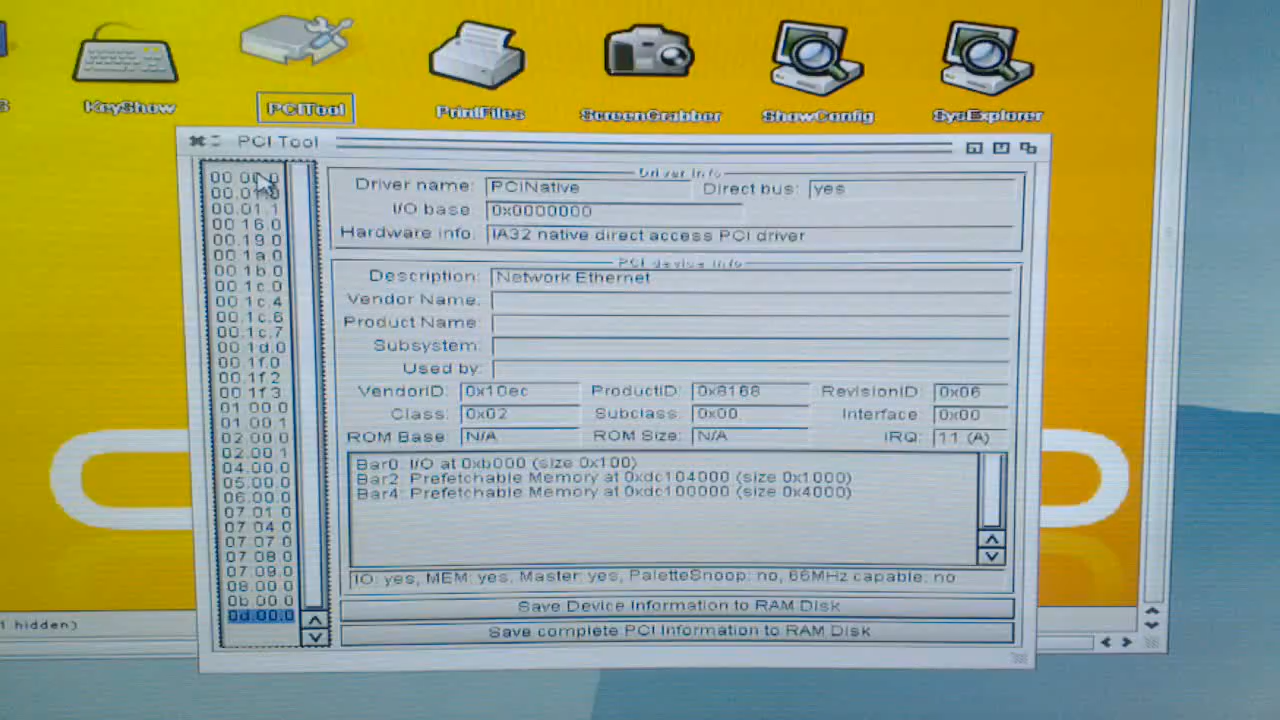 KeyShow
PCITool
PrintFiles
ScreenGrabber
ShowConfig
SysExplorer
PCI Tool
00.01.1
00.16.0
00.19.0
00.1a.0
00.1b.0
00.1c.0
00.1c.4
00.1c.6
00.1c.7
00.1d.0
00.1f.0
00.1f.2
00.1f.3
01.00.0
01.00.1
02.00.0
02.00.1
04.00.0
05.00.0
06.00.0
07.01.0
07.04.0
07.07.0
07.08.0
07.09.0
08.00.0
0b.00.0
0d.00.0
Driver info
Driver name: PCINative Direct bus: yes
I/O base: 0x0000000
Hardware info: IA32 native direct access PCI driver
PCI device info
Description: Network Ethernet
Vendor Name:
Product Name:
Subsystem:
Used by:
VendorID: 0x10ec ProductID: 0x8168 RevisionID: 0x06
Class: 0x02 Subclass: 0x00 Interface: 0x00
ROM Base: N/A ROM Size: N/A IRQ: 11 (A)
Bar0: I/O at 0xb000 (size 0x100)
Bar2: Prefetchable Memory at 0xdc104000 (size 0x1000)
Bar4: Prefetchable Memory at 0xdc100000 (size 0x4000)
IO: yes, MEM: yes, Master: yes, PaletteSnoop: no, 66MHz capable: no
Save Device Information to RAM Disk
Save complete PCI Information to RAM Disk
hidden)